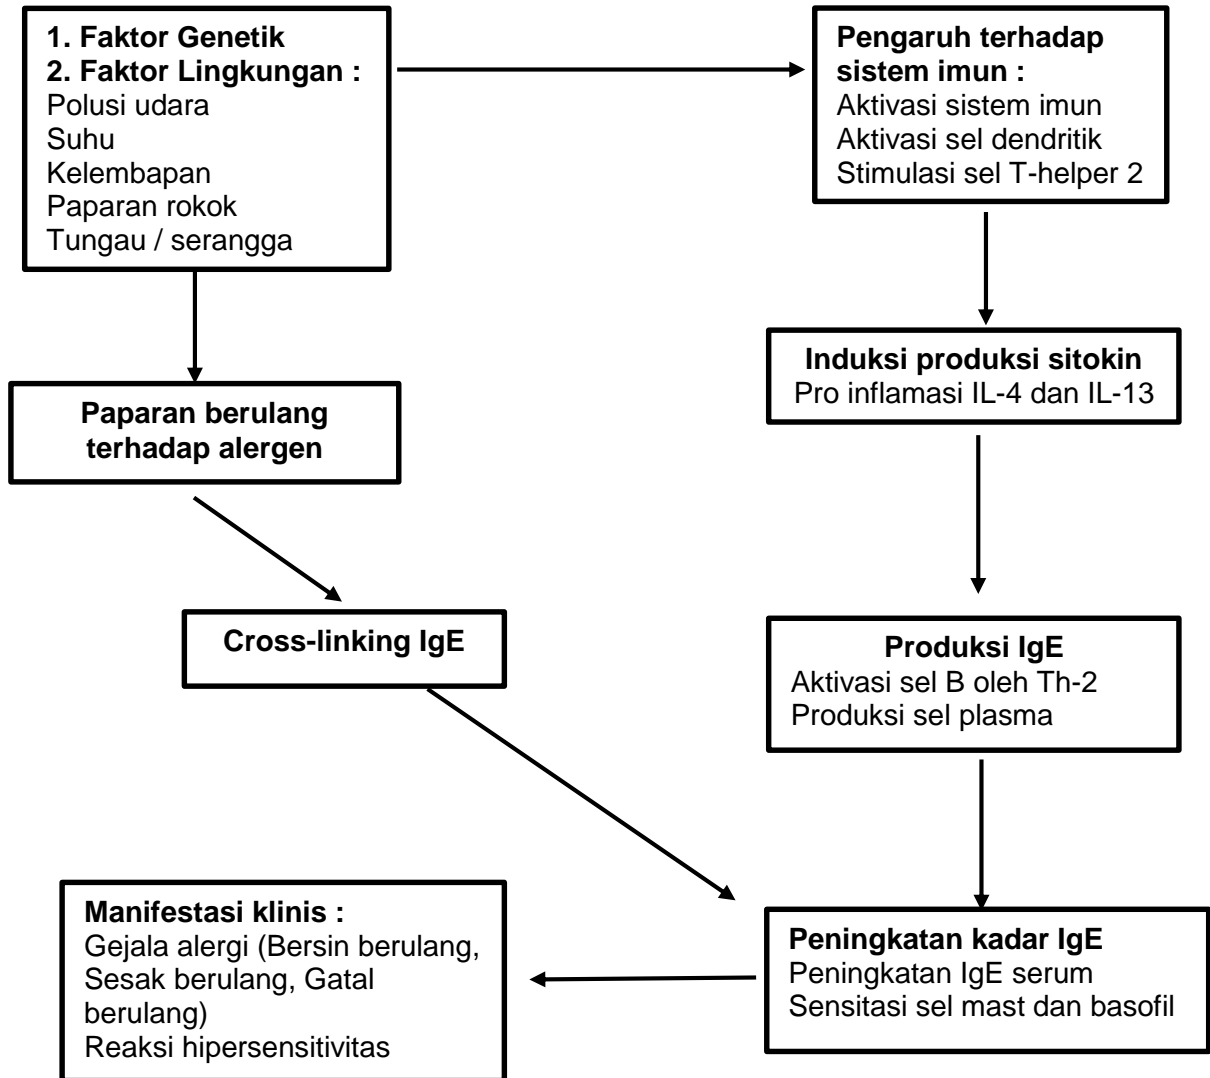 1. Faktor Genetik
2. Faktor Lingkungan :
Polusi udara
Suhu
Kelembapan
Paparan rokok
Tungau / serangga
Pengaruh terhadap
sistem imun :
Aktivasi sistem imun
Aktivasi sel dendritik
Stimulasi sel T-helper 2
Induksi produksi sitokin
Pro inflamasi IL-4 dan IL-13
Paparan berulang
terhadap alergen
Cross-linking IgE
Produksi IgE
Aktivasi sel B oleh Th-2
Produksi sel plasma
Manifestasi klinis :
Gejala alergi (Bersin berulang,
Sesak berulang, Gatal
berulang)
Reaksi hipersensitivitas
Peningkatan kadar IgE
Peningkatan IgE serum
Sensitasi sel mast dan basofil